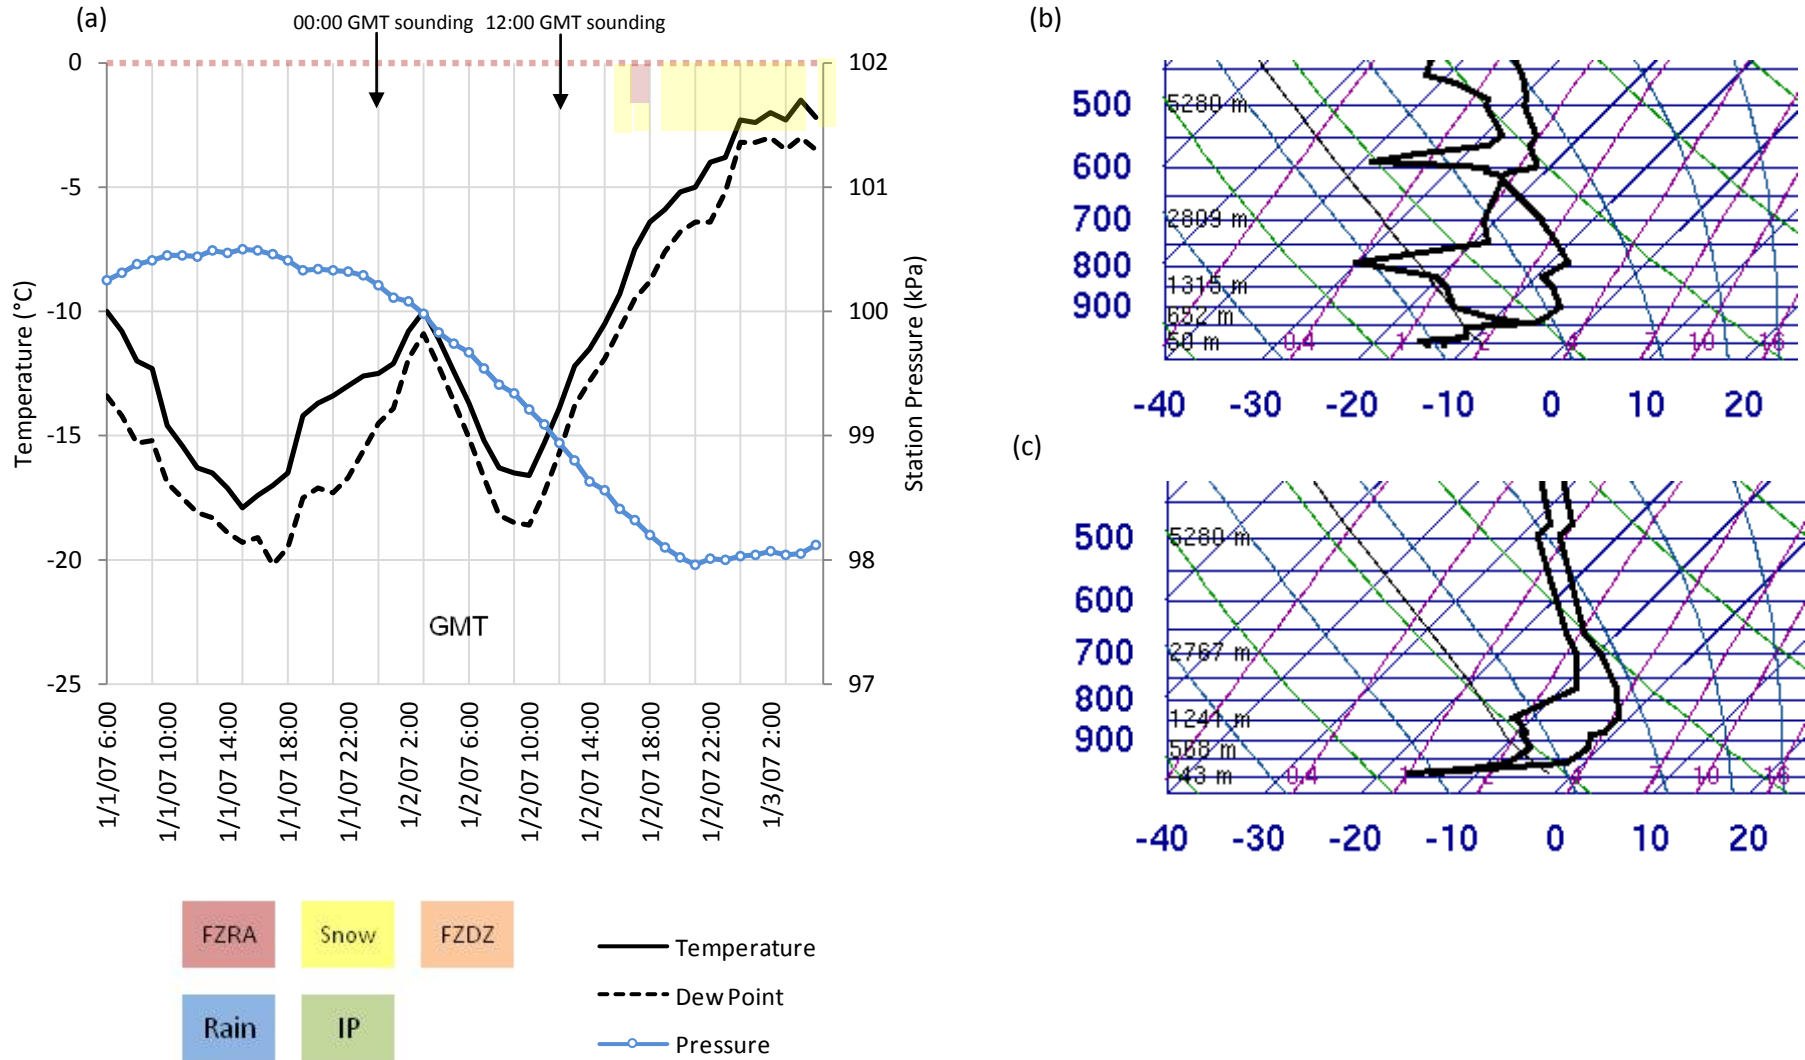 (a)
00:00 GMT sounding 12:00 GMT sounding
0
-5
-10
-15
-20
-25
Temperature (°C)
102
101
100
99
98
97
Station Pressure (kPa)
GMT
1/1/07 6:00
1/1/07 10:00
1/1/07 14:00
1/1/07 18:00
1/1/07 22:00
1/2/07 2:00
1/2/07 6:00
1/2/07 10:00
1/2/07 14:00
1/2/07 18:00
1/2/07 22:00
1/3/07 2:00
FZRA Snow FZDZ
Rain IP
Temperature
Dew Point
Pressure
(b)
500 5280 m
600
700 2809 m
800
1315 m
900
692 m
50 m 0.4 1 2 4 7 10 16
-40 -30 -20 -10 0 10 20
(c)
500 5280 m
600
700 2767 m
800
1241 m
900
568 m
-43 m 0.4 1 2 4 7 10 16
-40 -30 -20 -10 0 10 20